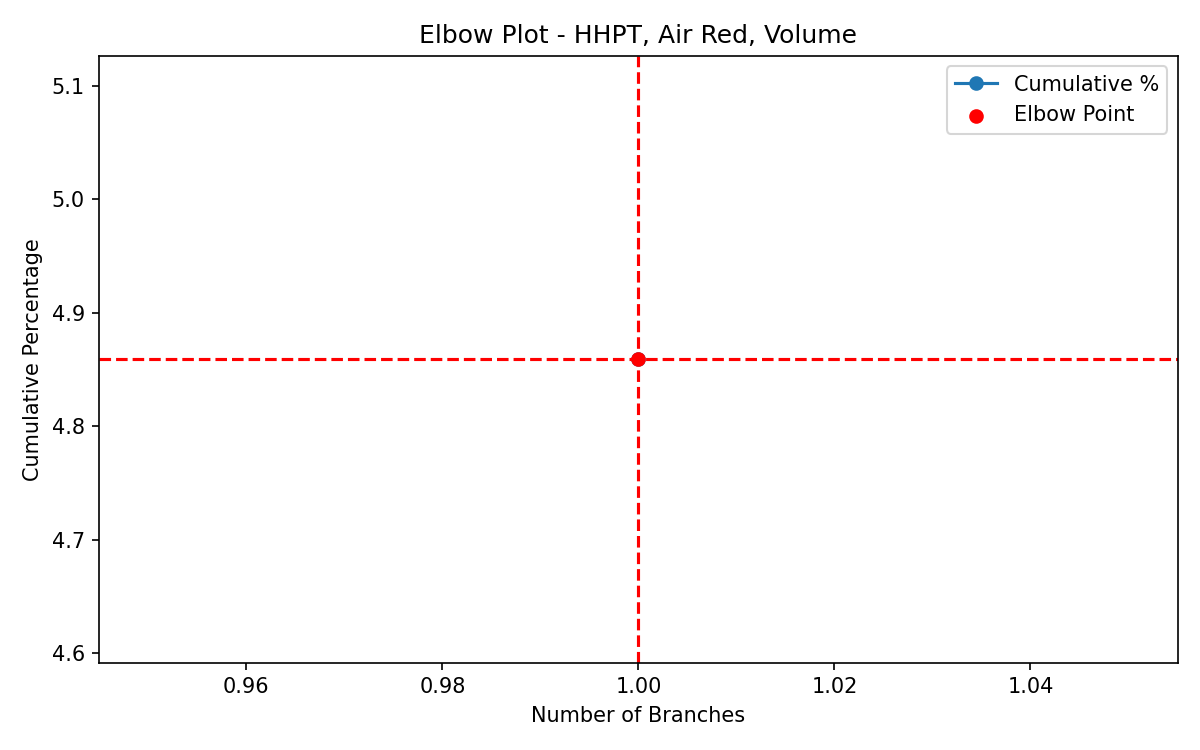 Elbow Plot - HHPT, Air Red, Volume
Cumulative %
Elbow Point
5.1
5.0
4.9
4.8
4.7
4.6
Cumulative Percentage
0.96 0.98 1.00 1.02 1.04
Number of Branches